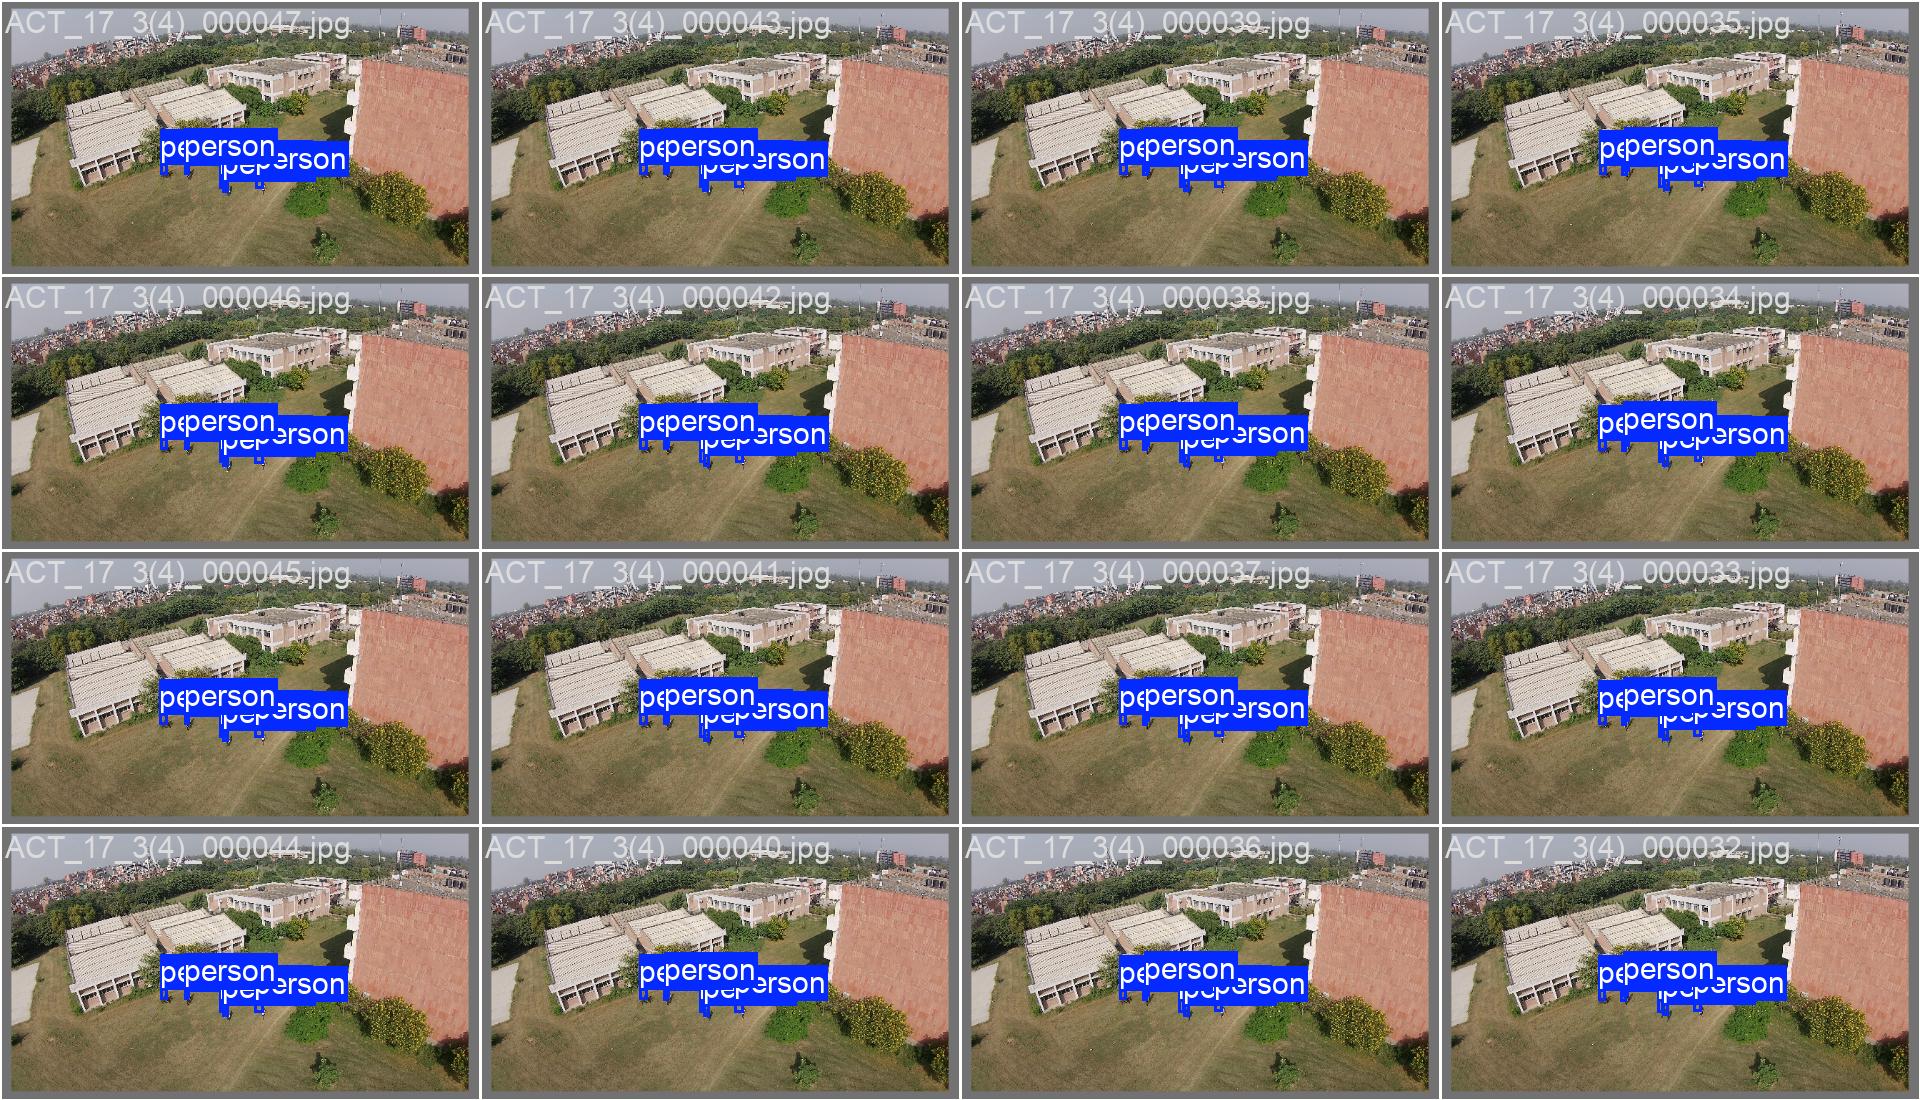 ACT_17_3(4)_000047.jpg
person
person
ACT_17_3(4)_000043.jpg
person
person
ACT_17_3(4)_000039.jpg
person
person
ACT_17_3(4)_000035.jpg
person
person
ACT_17_3(4)_000046.jpg
person
person
ACT_17_3(4)_000042.jpg
person
person
ACT_17_3(4)_000038.jpg
person
person
ACT_17_3(4)_000034.jpg
person
person
ACT_17_3(4)_000045.jpg
person
person
ACT_17_3(4)_000041.jpg
person
person
ACT_17_3(4)_000037.jpg
person
person
ACT_17_3(4)_000033.jpg
person
person
ACT_17_3(4)_000044.jpg
person
person
ACT_17_3(4)_000040.jpg
person
person
ACT_17_3(4)_000036.jpg
person
person
ACT_17_3(4)_000032.jpg
person
person